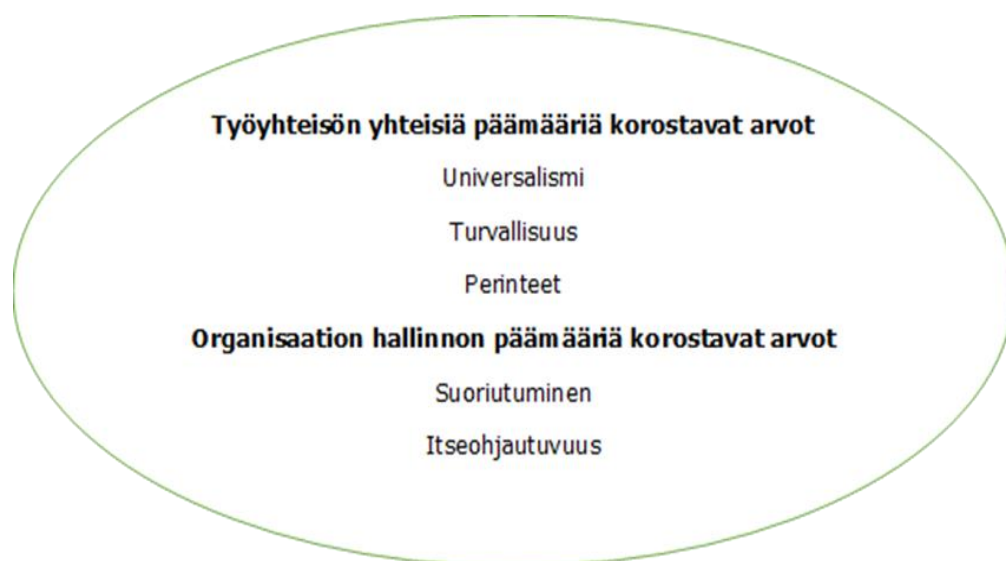 Työyhteisön yhteisiä päämääriä korostavat arvot
Universalismi
Turvallisuus
Perinteet
Organisaation hallinnon päämääriä korostavat arvot
Suoriutuminen
Itseohjautuvuus